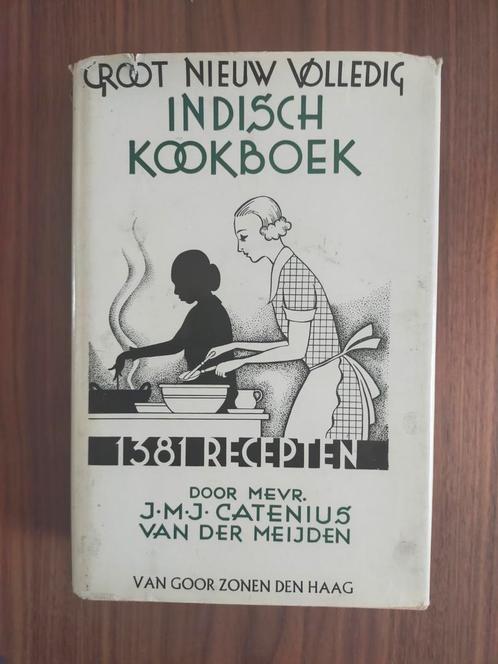 GROOT NIEUW VOLLEDIG
INDISCH
KOOKBOEK
1381 RECEPTEN
DOOR MEVR.
J·M·J· CATENIUS
VAN DER MEIJDEN
VAN GOOR ZONEN DEN HAAG